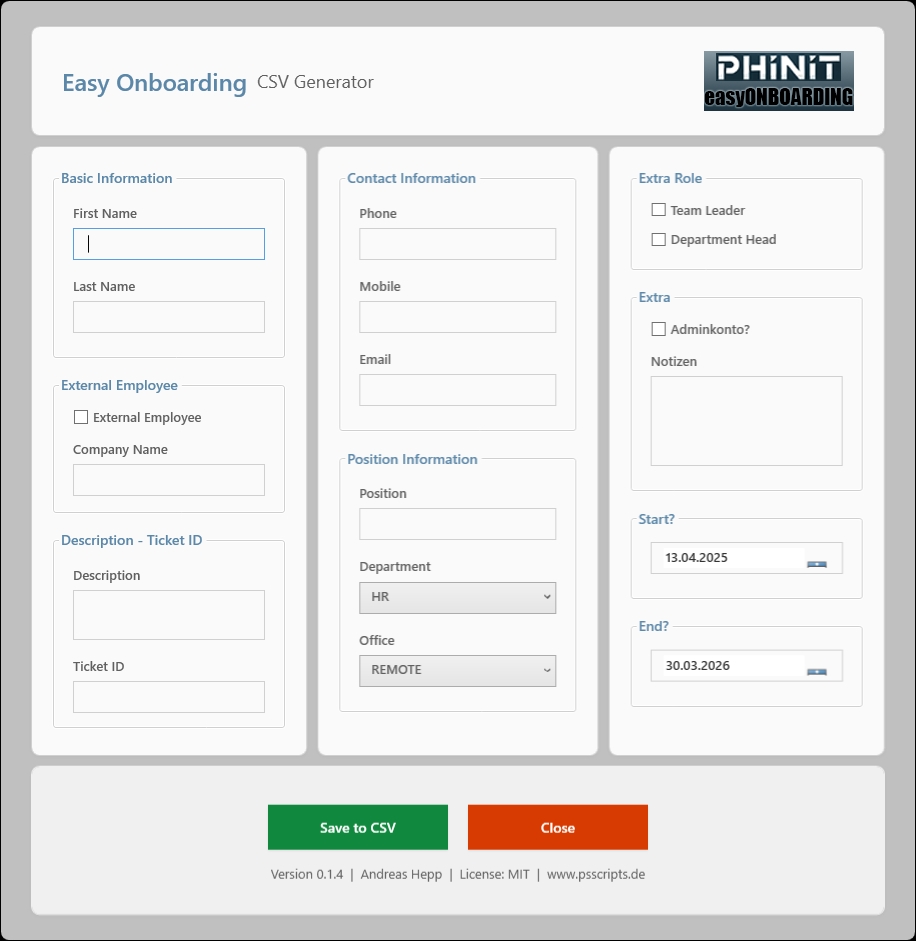 Easy Onboarding CSV Generator
PHiNiT
easyONBOARDING
Basic Information
First Name
Last Name
External Employee
External Employee
Company Name
Description - Ticket ID
Description
Ticket ID
Contact Information
Phone
Mobile
Email
Position Information
Position
Department
HR
Office
REMOTE
Extra Role
Team Leader
Department Head
Extra
Adminkonto?
Notizen
Start?
13.04.2025
End?
30.03.2026
Save to CSV
Close
Version 0.1.4 | Andreas Hepp | License: MIT | www.psscripts.de